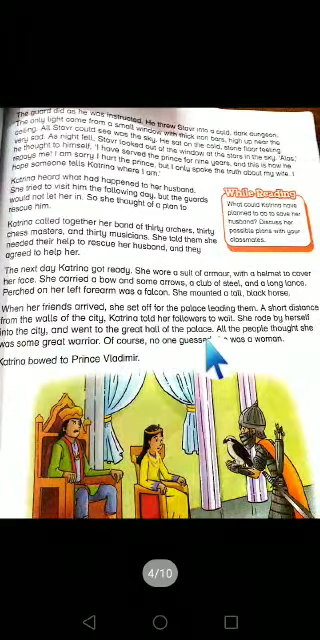 The guard did as he was instructed. He threw Stavr into a cold, dark dungeon.
The only light came from a small window with thick iron bars, high up near the
ceiling. All Stavr could see was the sky. He sat on the cold, stone floor feeling
very sad. As night fell, Stavr looked out of the window at the stars in the sky. 'Alas,'
he thought to himself, 'I have served the prince for nine years, and this is how he
repays me! I am sorry I hurt the prince, but I only spoke the truth about my wife. I
hope someone tells Katrina where I am.'
Katrina heard what had happened to her husband.
She tried to visit him the following day, but the guards
would not let her in. So she thought of a plan to
rescue him.
While Reading
What could Katrina have
planned to do to save her
husband? Discuss her
possible plans with your
classmates.
Katrina called together her band of thirty archers, thirty
chess masters, and thirty musicians. She told them she
needed their help to rescue her husband, and they
agreed to help her.
The next day Katrina got ready. She wore a suit of armour, with a helmet to cover
her face. She carried a bow and some arrows, a club of steel, and a long lance.
Perched on her left forearm was a falcon. She mounted a tall, black horse.
When her friends arrived, she set off for the palace leading them. A short distance
from the walls of the city, Katrina told her followers to wait. She rode by herself
into the city, and went to the great hall of the palace. All the people thought she
was some great warrior. Of course, no one guessed was a woman.
Katrina bowed to Prince Vladimir.
4/10